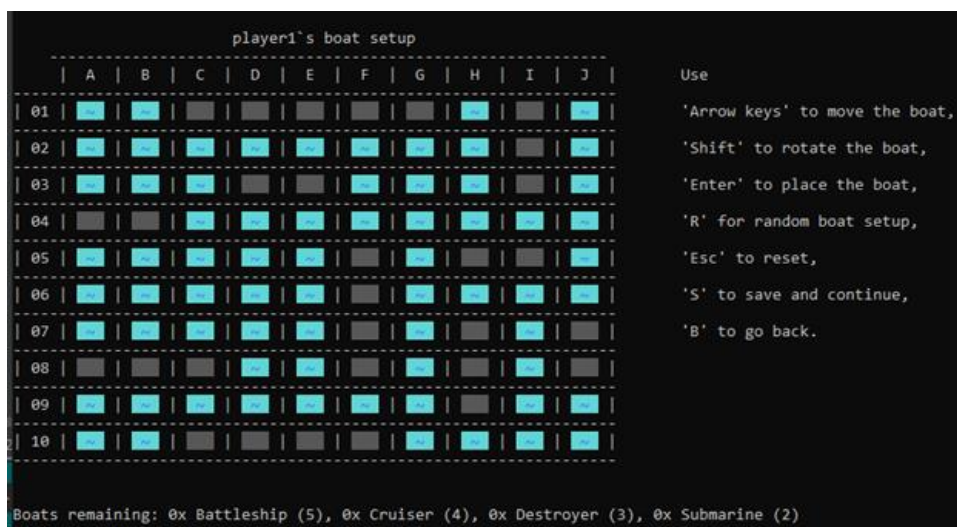 player1`s boat setup
| A | B | C | D | E | F | G | H | I | J |
Use
| 01 | ~ | ~ | | | | | | ~ | | ~ |
'Arrow keys' to move the boat,
| 02 | ~ | ~ | ~ | ~ | ~ | ~ | ~ | ~ | | ~ |
'Shift' to rotate the boat,
| 03 | ~ | ~ | ~ | | | ~ | ~ | ~ | | ~ |
'Enter' to place the boat,
| 04 | | | ~ | ~ | ~ | ~ | ~ | ~ | ~ | ~ |
'R' for random boat setup,
| 05 | ~ | ~ | ~ | ~ | ~ | | ~ | | | ~ |
'Esc' to reset,
| 06 | ~ | ~ | ~ | ~ | ~ | | ~ | ~ | ~ | ~ |
'S' to save and continue,
| 07 | ~ | ~ | ~ | ~ | ~ | | ~ | | ~ | |
'B' to go back.
| 08 | | | | ~ | ~ | | ~ | | ~ | |
| 09 | ~ | ~ | ~ | ~ | ~ | ~ | ~ | | ~ | ~ |
| 10 | ~ | ~ | | | | | ~ | ~ | ~ | ~ |
Boats remaining: 0x Battleship (5), 0x Cruiser (4), 0x Destroyer (3), 0x Submarine (2)